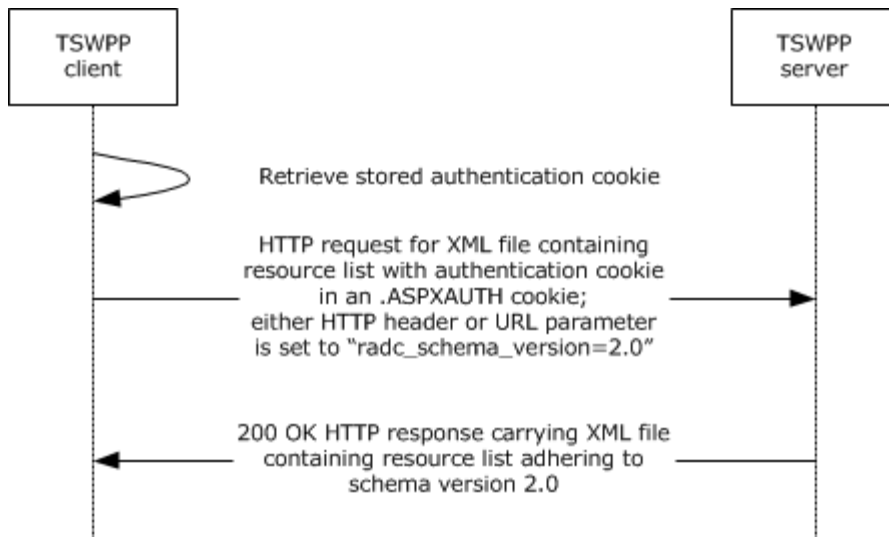 TSWPP
client
TSWPP
server
Retrieve stored authentication cookie
HTTP request for XML file containing
resource list with authentication cookie
in an .ASPXAUTH cookie;
either HTTP header or URL parameter
is set to “radc_schema_version=2.0”
200 OK HTTP response carrying XML file
containing resource list adhering to
schema version 2.0